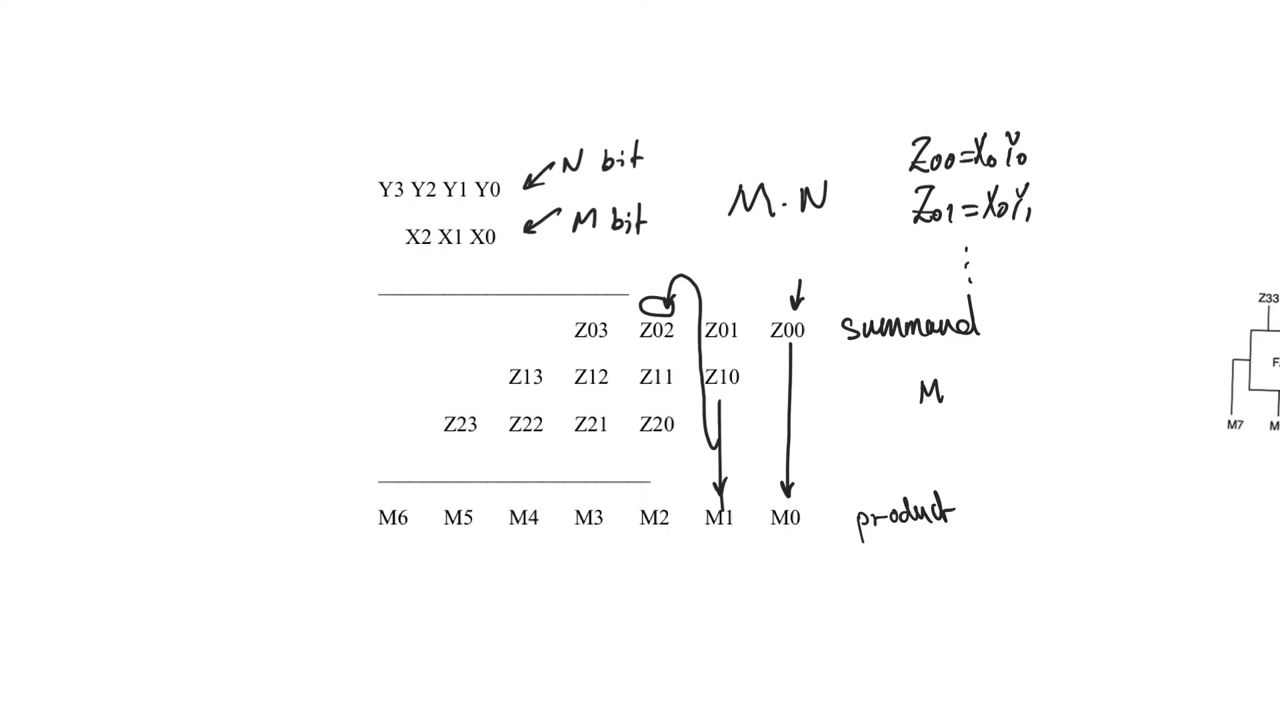 Y3 Y2 Y1 Y0
N bit
X2 X1 X0
M bit
M · N
Z00=X0Y0
Z01=X0Y1
Z03 Z02 Z01 Z00
summand
Z13 Z12 Z11 Z10
M
Z23 Z22 Z21 Z20
M6 M5 M4 M3 M2 M1 M0
product
Z33
M7